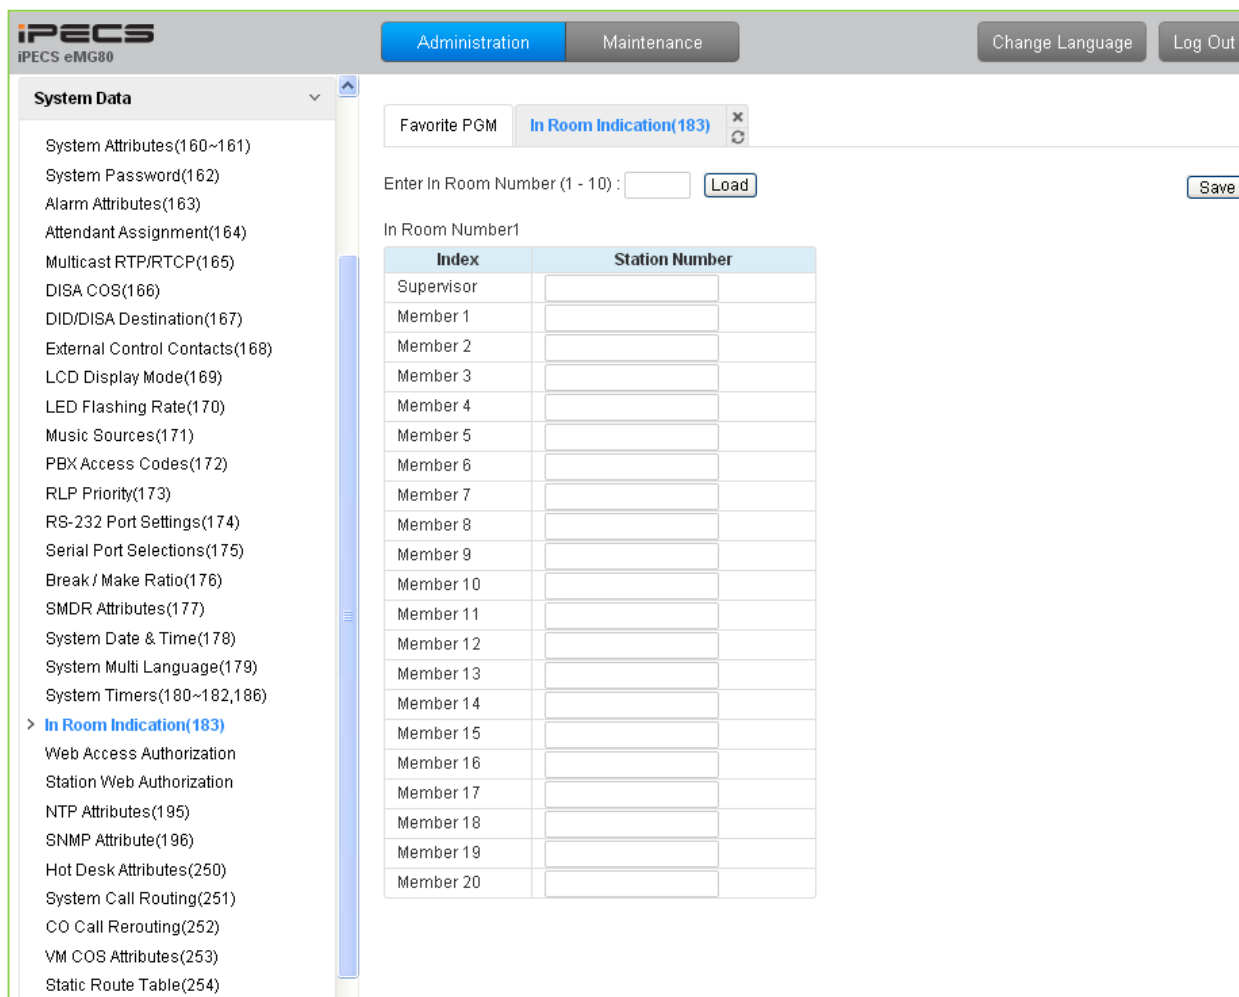 iPECS
iPECS eMG80
Administration
Maintenance
Change Language
Log Out
System Data
System Attributes(160~161)
System Password(162)
Alarm Attributes(163)
Attendant Assignment(164)
Multicast RTP/RTCP(165)
DISA COS(166)
DID/DISA Destination(167)
External Control Contacts(168)
LCD Display Mode(169)
LED Flashing Rate(170)
Music Sources(171)
PBX Access Codes(172)
RLP Priority(173)
RS-232 Port Settings(174)
Serial Port Selections(175)
Break / Make Ratio(176)
SMDR Attributes(177)
System Date & Time(178)
System Multi Language(179)
System Timers(180~182,186)
In Room Indication(183)
Web Access Authorization
Station Web Authorization
NTP Attributes(195)
SNMP Attribute(196)
Hot Desk Attributes(250)
System Call Routing(251)
CO Call Rerouting(252)
VM COS Attributes(253)
Static Route Table(254)
Favorite PGM
In Room Indication(183)
Enter In Room Number (1 - 10) :
Load
Save
In Room Number1
Index Station Number
Supervisor
Member 1
Member 2
Member 3
Member 4
Member 5
Member 6
Member 7
Member 8
Member 9
Member 10
Member 11
Member 12
Member 13
Member 14
Member 15
Member 16
Member 17
Member 18
Member 19
Member 20